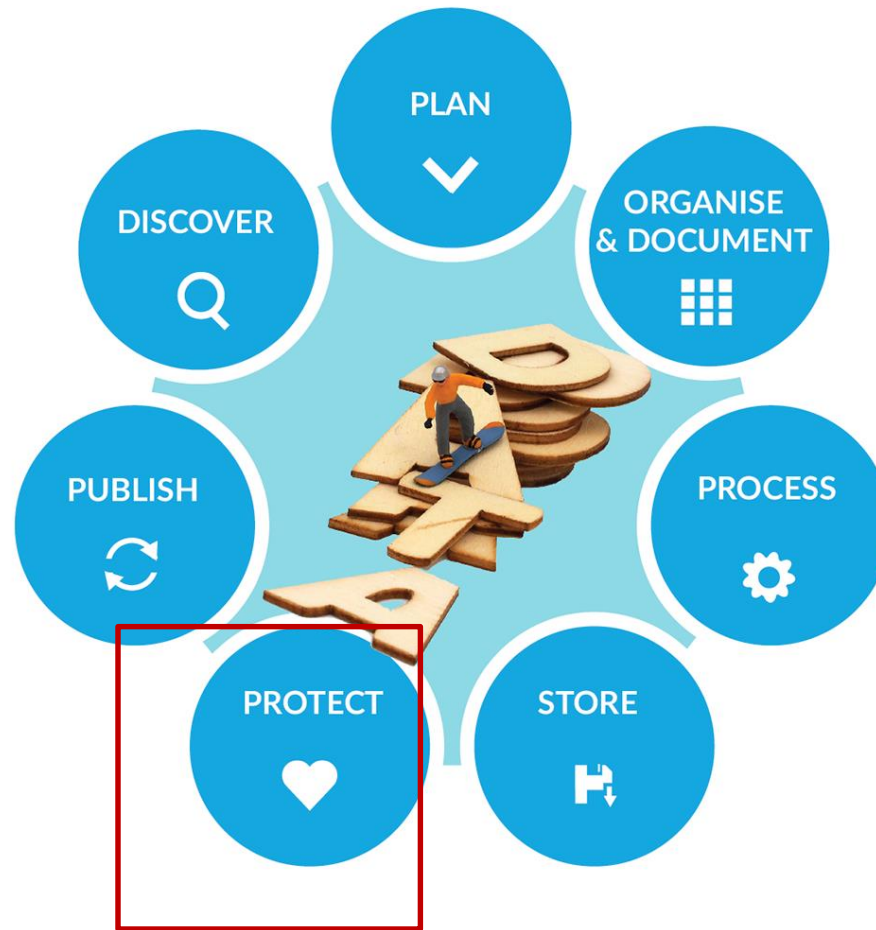 PLAN
ORGANISE
& DOCUMENT
DISCOVER
PROCESS
PUBLISH
STORE
PROTECT
D
A
T
A